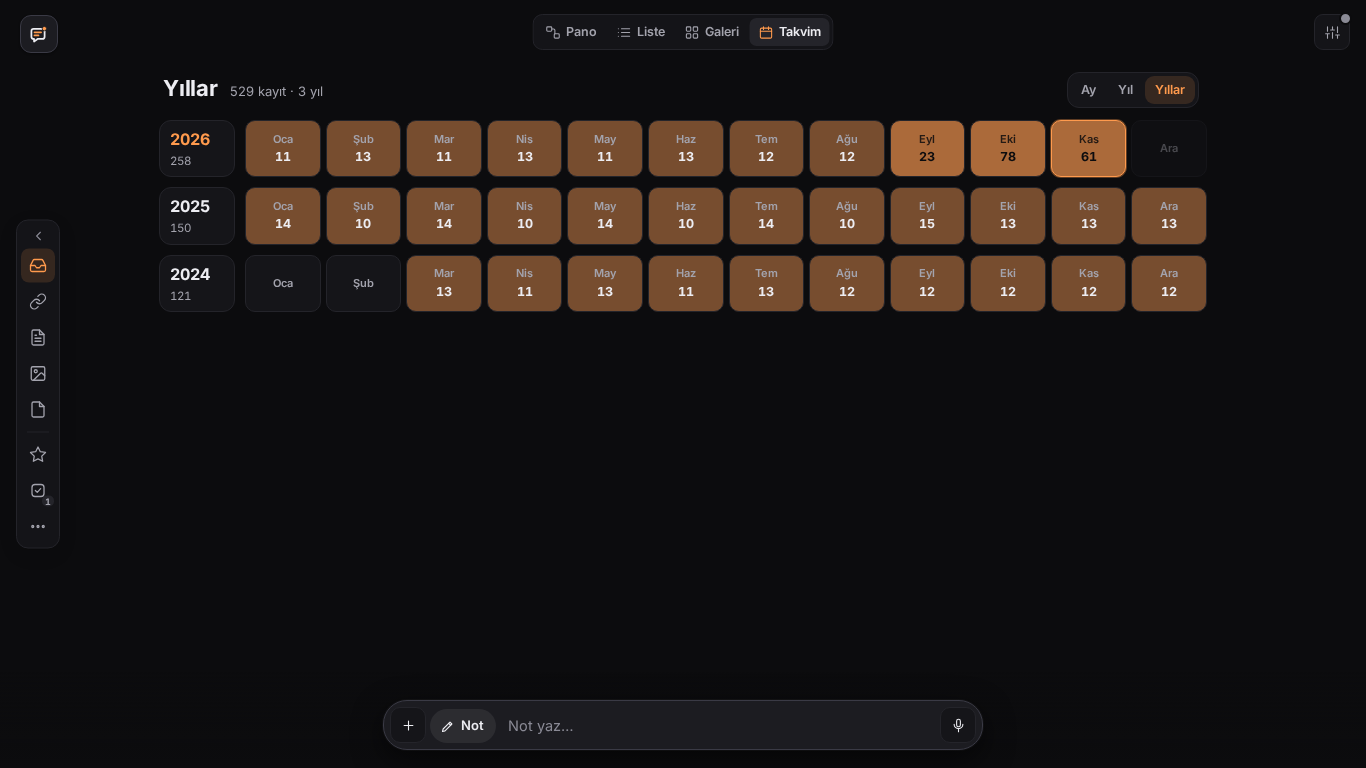 Pano Liste Galeri Takvim
Yıllar 529 kayıt · 3 yıl
Ay Yıl Yıllar
2026 Oca Şub Mar Nis May Haz Tem Ağu Eyl Eki Kas Ara
258 11 13 11 13 11 13 12 12 23 78 61
2025 Oca Şub Mar Nis May Haz Tem Ağu Eyl Eki Kas Ara
150 14 10 14 10 14 10 14 10 15 13 13 13
2024 Oca Şub Mar Nis May Haz Tem Ağu Eyl Eki Kas Ara
121 13 11 13 11 13 12 12 12 12 12
1
Not Not yaz...